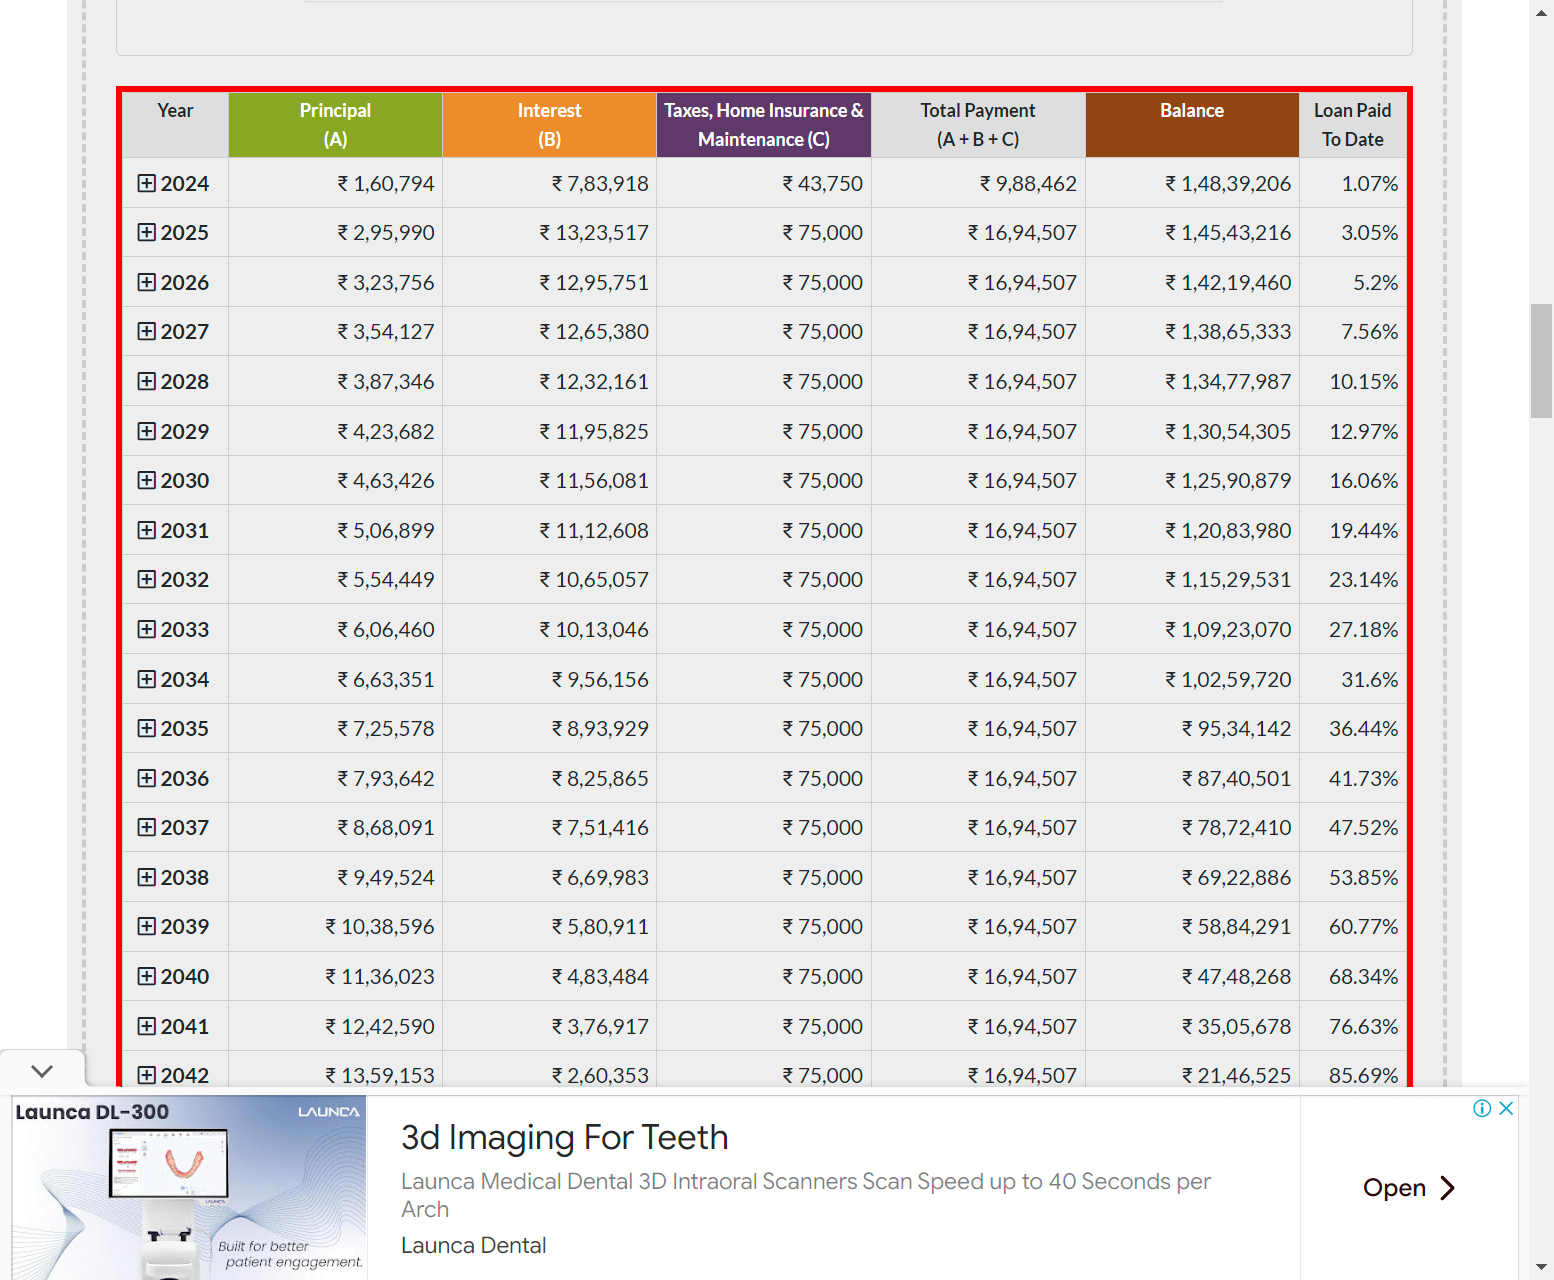 Year Principal (A) Interest (B) Taxes, Home Insurance & Maintenance (C) Total Payment (A + B + C) Balance Loan Paid To Date
2024 ₹ 1,60,794 ₹ 7,83,918 ₹ 43,750 ₹ 9,88,462 ₹ 1,48,39,206 1.07%
2025 ₹ 2,95,990 ₹ 13,23,517 ₹ 75,000 ₹ 16,94,507 ₹ 1,45,43,216 3.05%
2026 ₹ 3,23,756 ₹ 12,95,751 ₹ 75,000 ₹ 16,94,507 ₹ 1,42,19,460 5.2%
2027 ₹ 3,54,127 ₹ 12,65,380 ₹ 75,000 ₹ 16,94,507 ₹ 1,38,65,333 7.56%
2028 ₹ 3,87,346 ₹ 12,32,161 ₹ 75,000 ₹ 16,94,507 ₹ 1,34,77,987 10.15%
2029 ₹ 4,23,682 ₹ 11,95,825 ₹ 75,000 ₹ 16,94,507 ₹ 1,30,54,305 12.97%
2030 ₹ 4,63,426 ₹ 11,56,081 ₹ 75,000 ₹ 16,94,507 ₹ 1,25,90,879 16.06%
2031 ₹ 5,06,899 ₹ 11,12,608 ₹ 75,000 ₹ 16,94,507 ₹ 1,20,83,980 19.44%
2032 ₹ 5,54,449 ₹ 10,65,057 ₹ 75,000 ₹ 16,94,507 ₹ 1,15,29,531 23.14%
2033 ₹ 6,06,460 ₹ 10,13,046 ₹ 75,000 ₹ 16,94,507 ₹ 1,09,23,070 27.18%
2034 ₹ 6,63,351 ₹ 9,56,156 ₹ 75,000 ₹ 16,94,507 ₹ 1,02,59,720 31.6%
2035 ₹ 7,25,578 ₹ 8,93,929 ₹ 75,000 ₹ 16,94,507 ₹ 95,34,142 36.44%
2036 ₹ 7,93,642 ₹ 8,25,865 ₹ 75,000 ₹ 16,94,507 ₹ 87,40,501 41.73%
2037 ₹ 8,68,091 ₹ 7,51,416 ₹ 75,000 ₹ 16,94,507 ₹ 78,72,410 47.52%
2038 ₹ 9,49,524 ₹ 6,69,983 ₹ 75,000 ₹ 16,94,507 ₹ 69,22,886 53.85%
2039 ₹ 10,38,596 ₹ 5,80,911 ₹ 75,000 ₹ 16,94,507 ₹ 58,84,291 60.77%
2040 ₹ 11,36,023 ₹ 4,83,484 ₹ 75,000 ₹ 16,94,507 ₹ 47,48,268 68.34%
2041 ₹ 12,42,590 ₹ 3,76,917 ₹ 75,000 ₹ 16,94,507 ₹ 35,05,678 76.63%
2042 ₹ 13,59,153 ₹ 2,60,353 ₹ 75,000 ₹ 16,94,507 ₹ 21,46,525 85.69%
Launca DL-300
LAUNCA
Built for better
patient engagement.
3d Imaging For Teeth
Launca Medical Dental 3D Intraoral Scanners Scan Speed up to 40 Seconds per
Arch
Launca Dental
Open